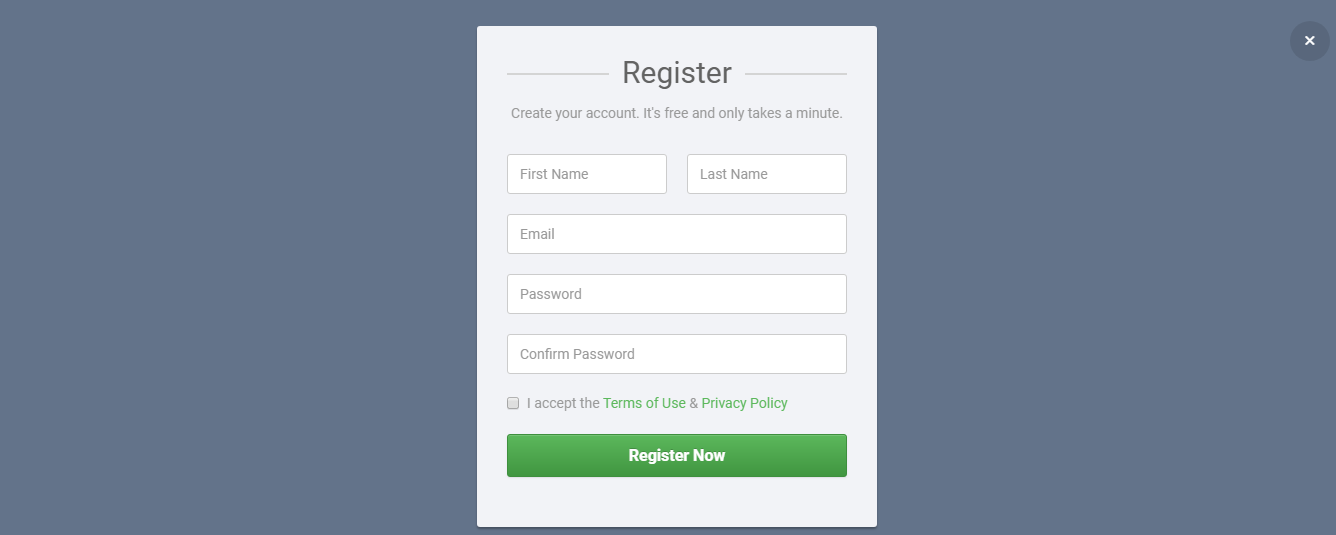 Register
Create your account. It's free and only takes a minute.
First Name
Last Name
Email
Password
Confirm Password
I accept the Terms of Use & Privacy Policy
Register Now